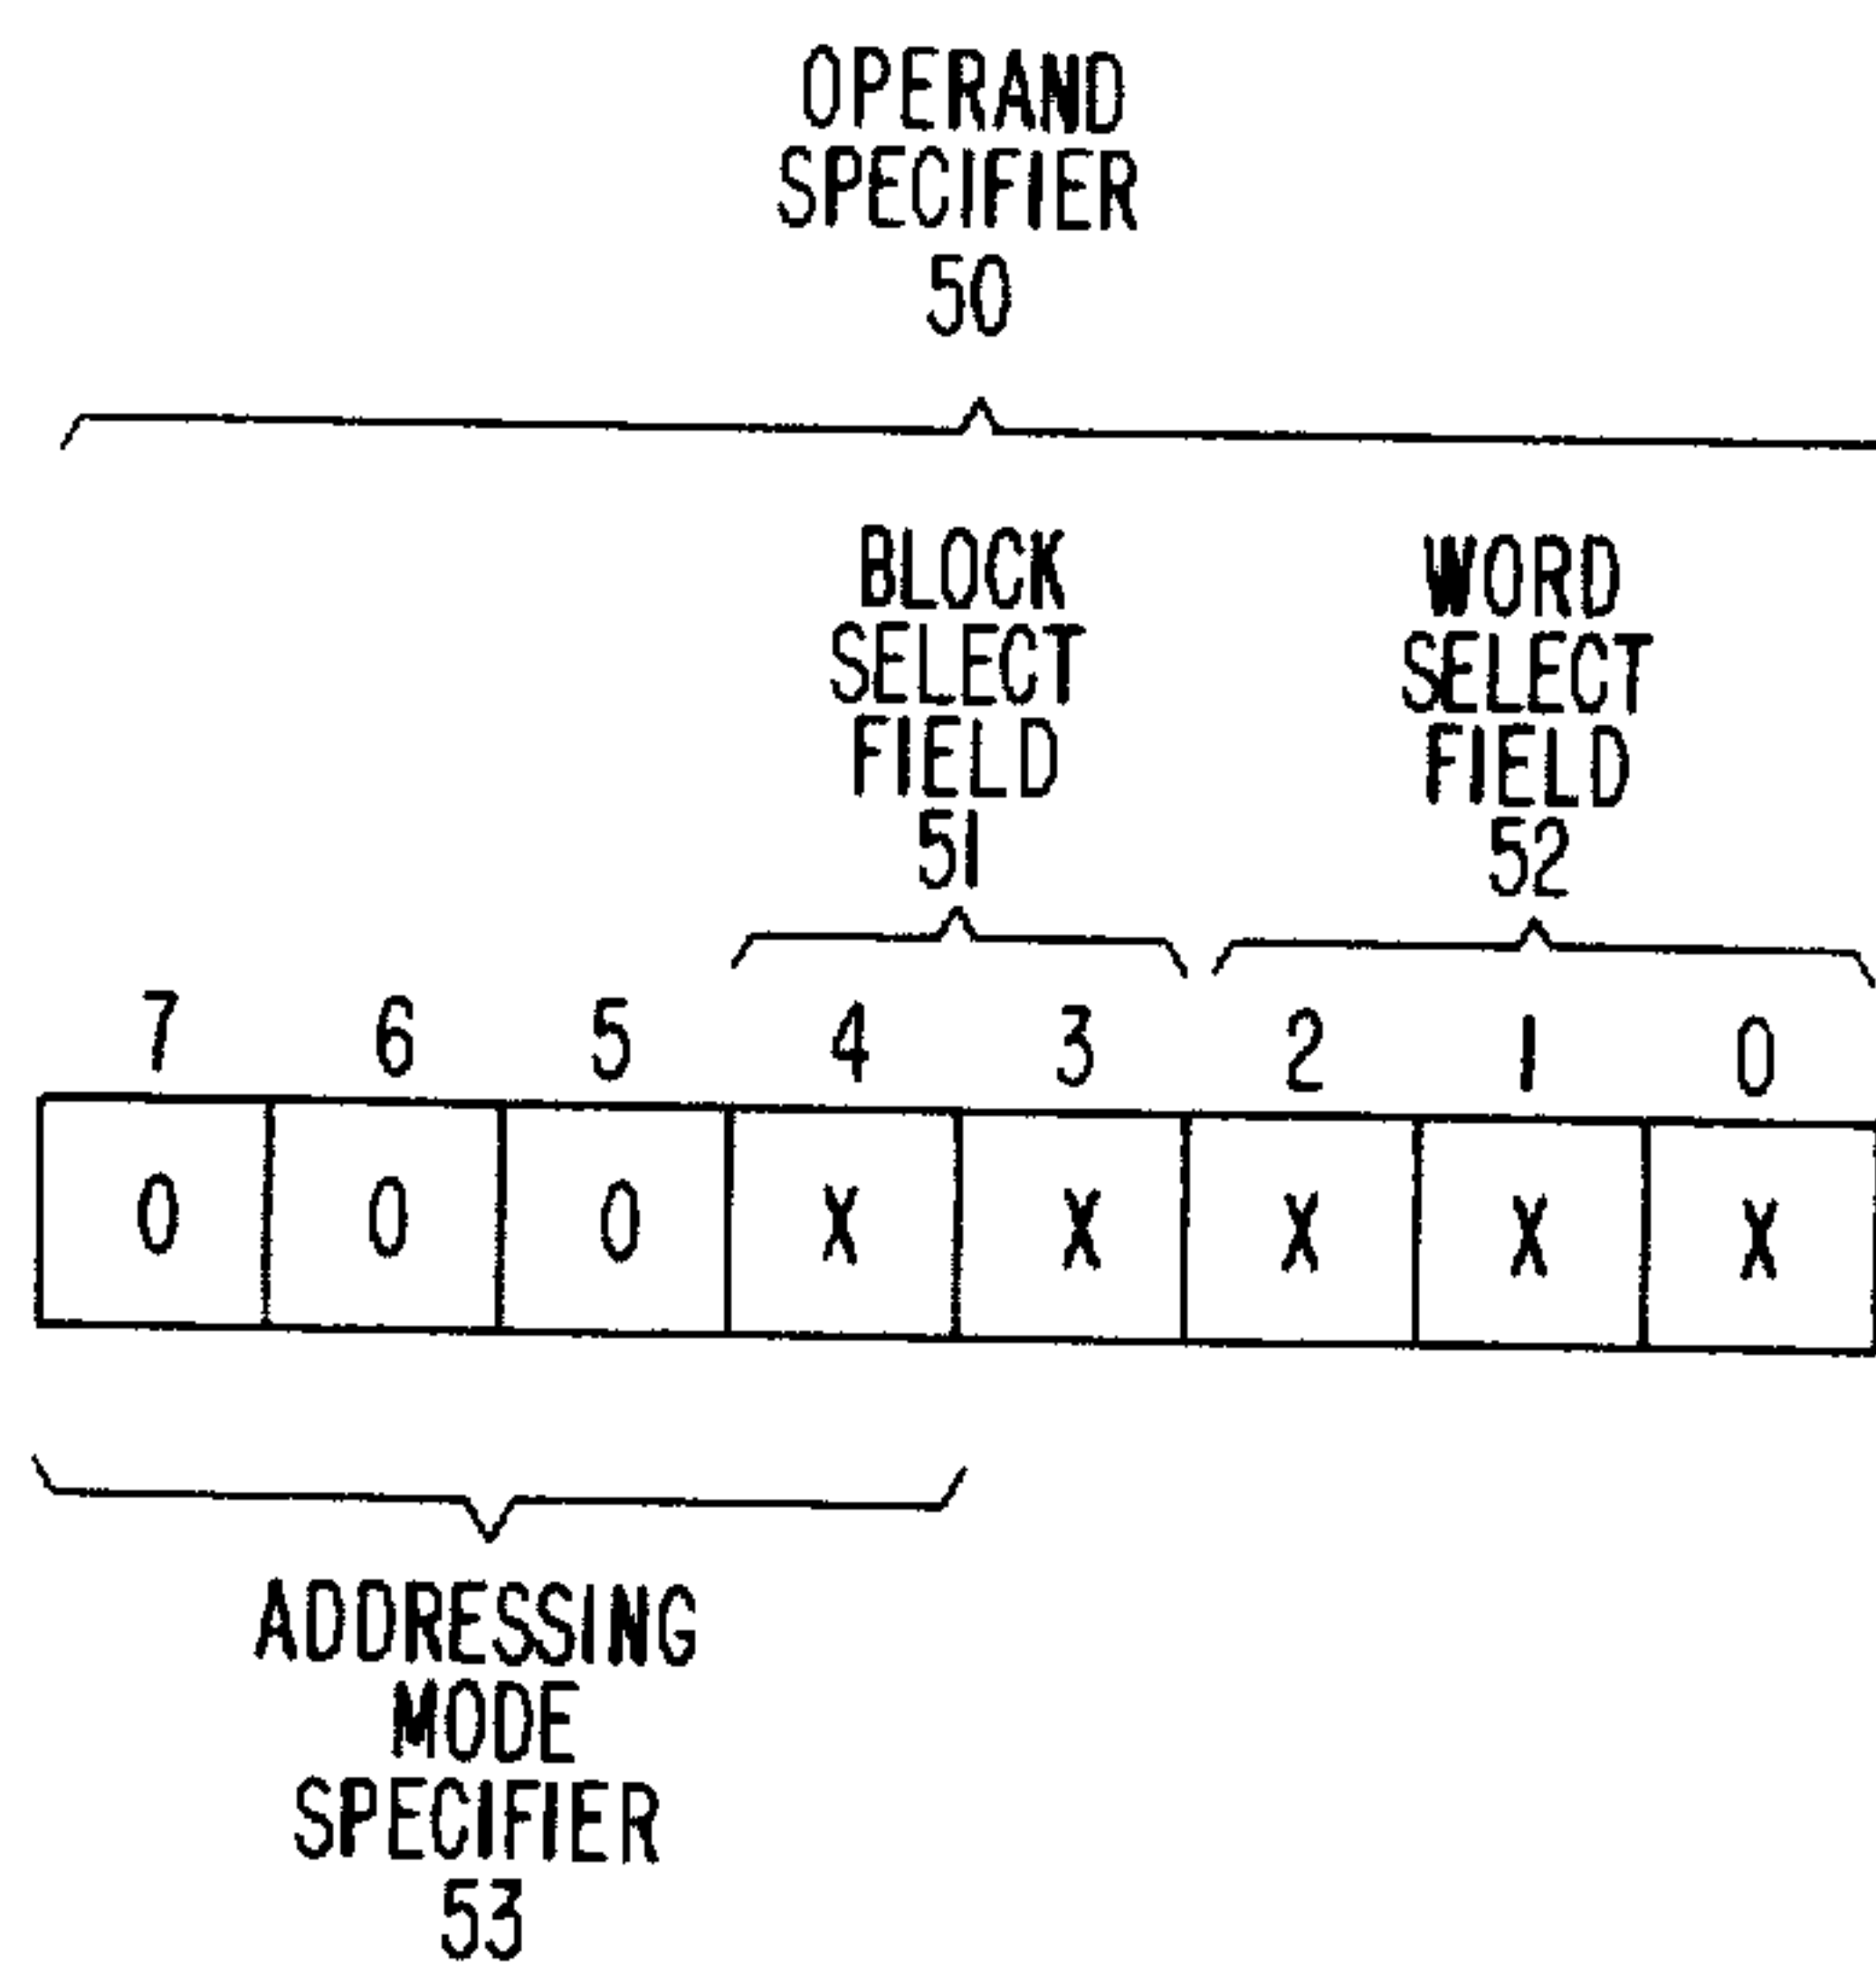 OPERAND
SPECIFIER
50
BLOCK
SELECT
FIELD
51
WORD
SELECT
FIELD
52
7 6 5 4 3 2 1 0
0 0 0 X X X X X
ADDRESSING
MODE
SPECIFIER
53